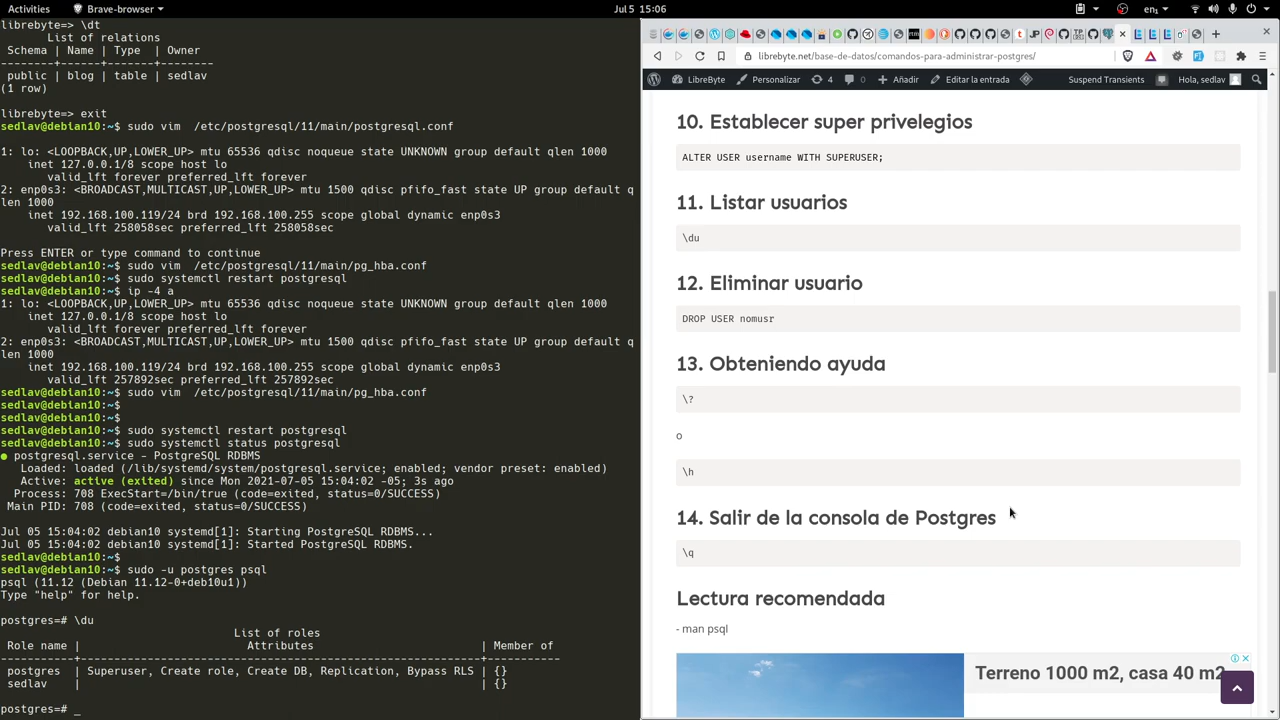 Activities
Brave-browser
Jul 5 15:06
en1
librebyte=> \dt
List of relations
Schema | Name | Type | Owner
--------+------+-------+--------
public | blog | table | sedlav
(1 row)
librebyte=> exit
sedlav@debian10:~$ sudo vim  /etc/postgresql/11/main/postgresql.conf
1: lo: <LOOPBACK,UP,LOWER_UP> mtu 65536 qdisc noqueue state UNKNOWN group default qlen 1000
inet 127.0.0.1/8 scope host lo
valid_lft forever preferred_lft forever
2: enp0s3: <BROADCAST,MULTICAST,UP,LOWER_UP> mtu 1500 qdisc pfifo_fast state UP group default q
len 1000
inet 192.168.100.119/24 brd 192.168.100.255 scope global dynamic enp0s3
valid_lft 258058sec preferred_lft 258058sec
Press ENTER or type command to continue
sedlav@debian10:~$ sudo vim  /etc/postgresql/11/main/pg_hba.conf
sedlav@debian10:~$ sudo systemctl restart postgresql
sedlav@debian10:~$ ip -4 a
1: lo: <LOOPBACK,UP,LOWER_UP> mtu 65536 qdisc noqueue state UNKNOWN group default qlen 1000
inet 127.0.0.1/8 scope host lo
valid_lft forever preferred_lft forever
2: enp0s3: <BROADCAST,MULTICAST,UP,LOWER_UP> mtu 1500 qdisc pfifo_fast state UP group default q
len 1000
inet 192.168.100.119/24 brd 192.168.100.255 scope global dynamic enp0s3
valid_lft 257892sec preferred_lft 257892sec
sedlav@debian10:~$ sudo vim  /etc/postgresql/11/main/pg_hba.conf
sedlav@debian10:~$
sedlav@debian10:~$
sedlav@debian10:~$ sudo systemctl restart postgresql
sedlav@debian10:~$ sudo systemctl status postgresql
● postgresql.service - PostgreSQL RDBMS
Loaded: loaded (/lib/systemd/system/postgresql.service; enabled; vendor preset: enabled)
Active: active (exited) since Mon 2021-07-05 15:04:02 -05; 3s ago
Process: 708 ExecStart=/bin/true (code=exited, status=0/SUCCESS)
Main PID: 708 (code=exited, status=0/SUCCESS)
Jul 05 15:04:02 debian10 systemd[1]: Starting PostgreSQL RDBMS...
Jul 05 15:04:02 debian10 systemd[1]: Started PostgreSQL RDBMS.
sedlav@debian10:~$
sedlav@debian10:~$ sudo -u postgres psql
psql (11.12 (Debian 11.12-0+deb10u1))
Type "help" for help.
postgres=# \du
List of roles
Role name | Attributes | Member of
-----------+------------------------------------------------------------+-----------
postgres | Superuser, Create role, Create DB, Replication, Bypass RLS | {}
sedlav | | {}
postgres=# _
librebyte.net/base-de-datos/comandos-para-administrar-postgres/
LibreByte
Personalizar
4
0
Añadir
Editar la entrada
Suspend Transients
Hola, sedlav
10. Establecer super privelegios
ALTER USER username WITH SUPERUSER;
11. Listar usuarios
\du
12. Eliminar usuario
DROP USER nomusr
13. Obteniendo ayuda
\?
o
\h
14. Salir de la consola de Postgres
\q
Lectura recomendada
- man psql
Terreno 1000 m2, casa 40 m2